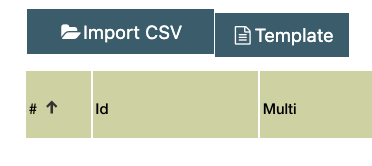 Import CSV Template
# ↑ Id Multi